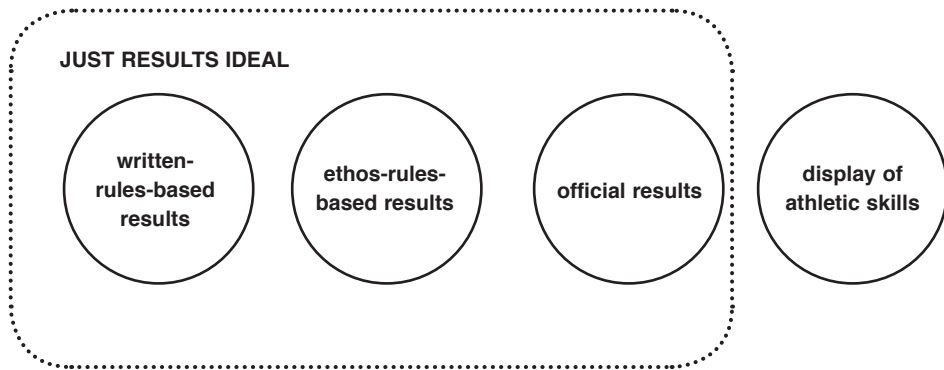 JUST RESULTS IDEAL
written-
rules-based
results
ethos-rules-
based results
official results
display of
athletic skills